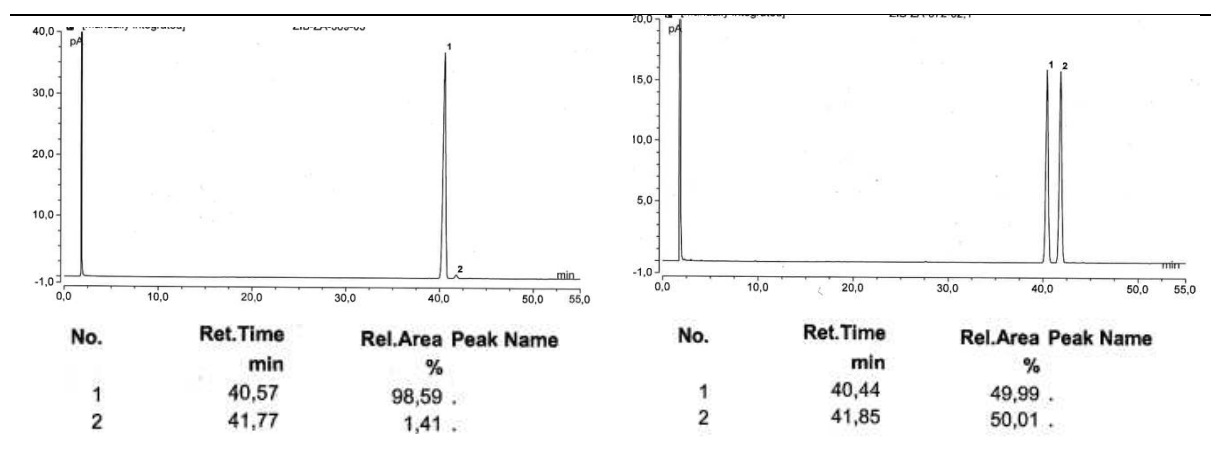 40,0
pA
1
30,0
20,0
10,0
2
min
-1,0
0,0 10,0 20,0 30,0 40,0 50,0 55,0
No. Ret.Time Rel.Area Peak Name
min %
1 40,57 98,59 .
2 41,77 1,41 .
20,0
pA
1 2
15,0
10,0
5,0
min
-1,0
0,0 10,0 20,0 30,0 40,0 50,0 55,0
No. Ret.Time Rel.Area Peak Name
min %
1 40,44 49,99 .
2 41,85 50,01 .